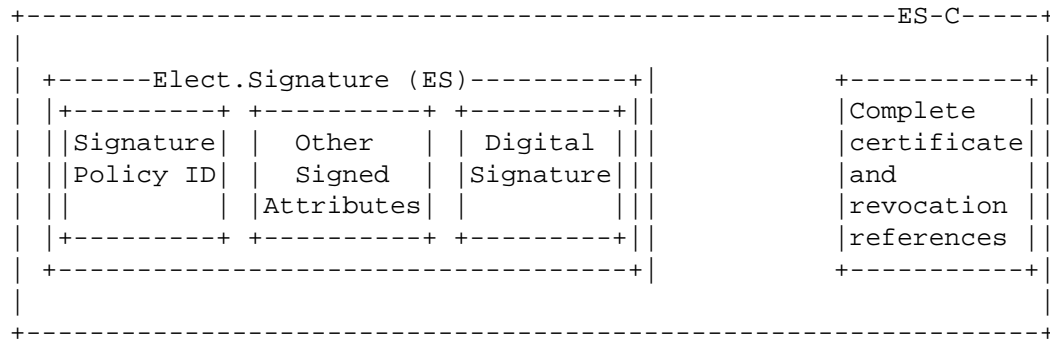 ES-C
Elect.Signature (ES)
Complete
Signature Other Digital certificate
Policy ID Signed Signature and
Attributes revocation
references